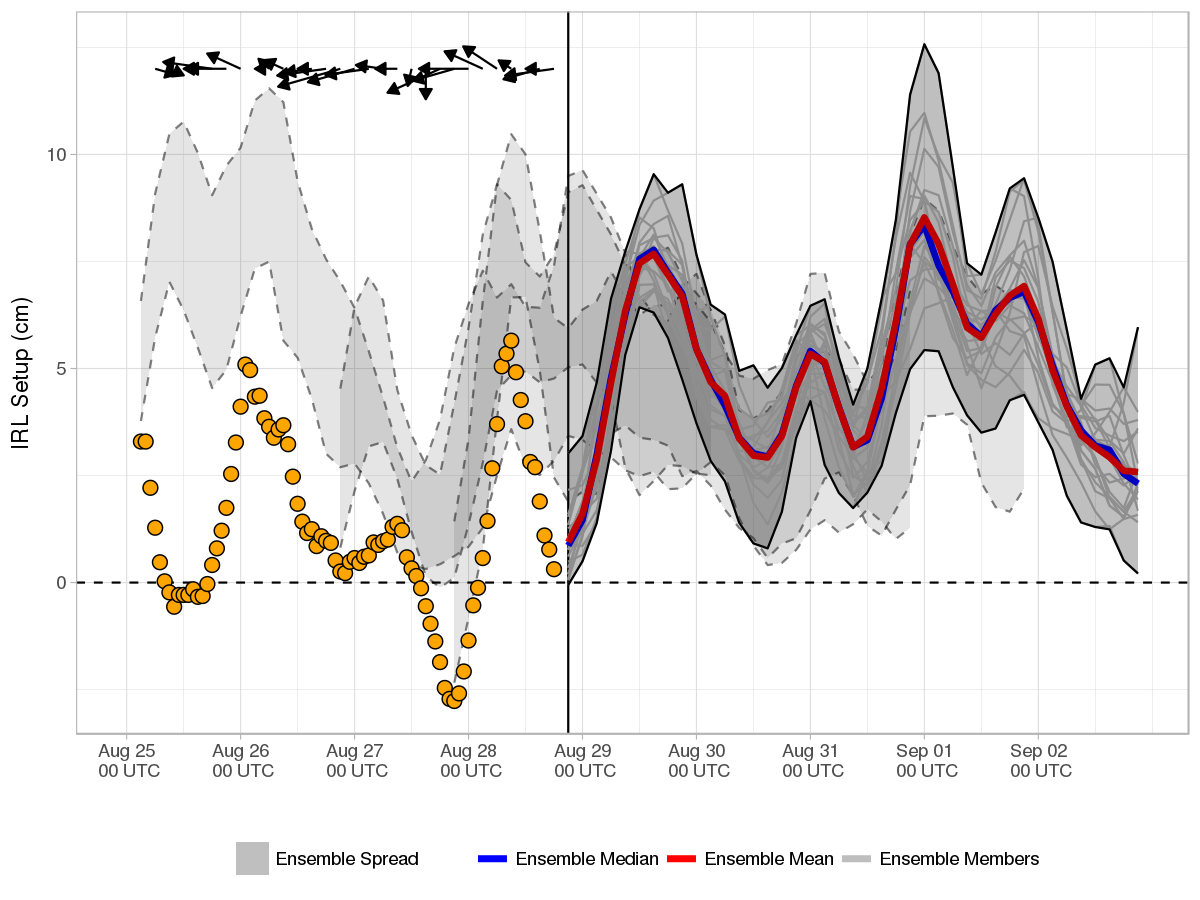 IRL Setup (cm)
10
5
0
Aug 25 Aug 26 Aug 27 Aug 28 Aug 29 Aug 30 Aug 31 Sep 01 Sep 02
00 UTC 00 UTC 00 UTC 00 UTC 00 UTC 00 UTC 00 UTC 00 UTC 00 UTC
Ensemble Spread Ensemble Median Ensemble Mean Ensemble Members